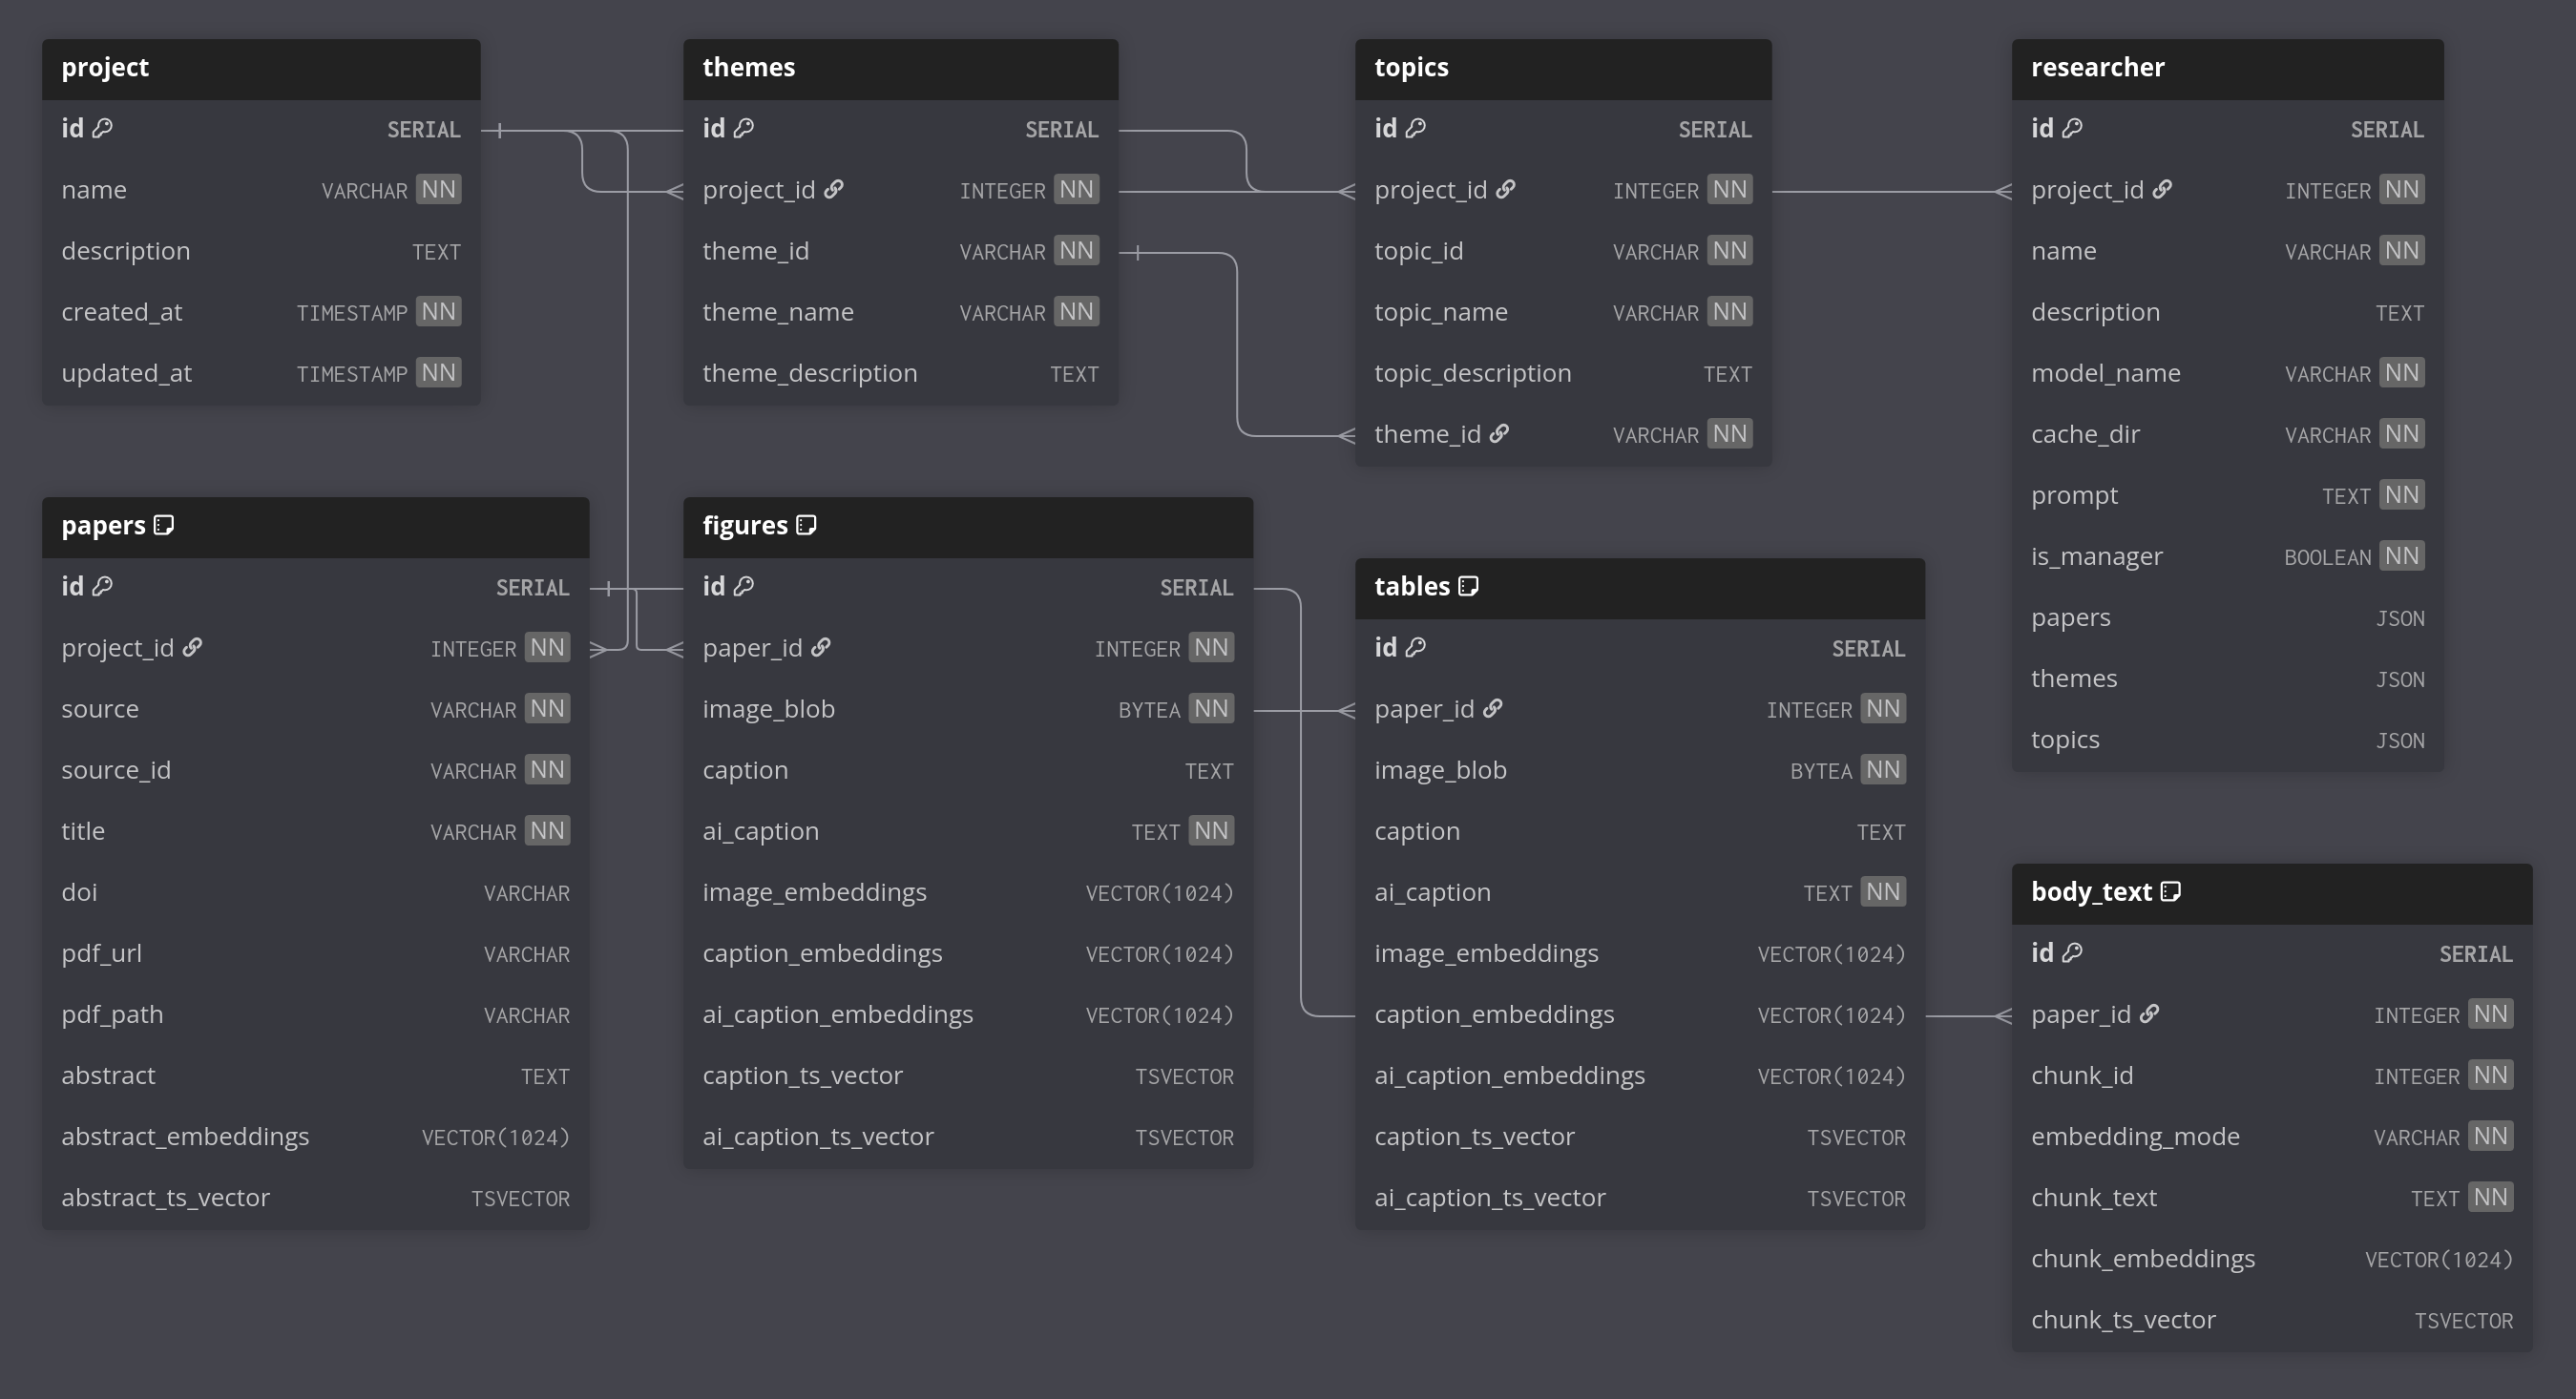 project
id SERIAL
name VARCHAR NN
description TEXT
created_at TIMESTAMP NN
updated_at TIMESTAMP NN
themes
id SERIAL
project_id INTEGER NN
theme_id VARCHAR NN
theme_name VARCHAR NN
theme_description TEXT
topics
id SERIAL
project_id INTEGER NN
topic_id VARCHAR NN
topic_name VARCHAR NN
topic_description TEXT
theme_id VARCHAR NN
researcher
id SERIAL
project_id INTEGER NN
name VARCHAR NN
description TEXT
model_name VARCHAR NN
cache_dir VARCHAR NN
prompt TEXT NN
is_manager BOOLEAN NN
papers JSON
themes JSON
topics JSON
papers
id SERIAL
project_id INTEGER NN
source VARCHAR NN
source_id VARCHAR NN
title VARCHAR NN
doi VARCHAR
pdf_url VARCHAR
pdf_path VARCHAR
abstract TEXT
abstract_embeddings VECTOR(1024)
abstract_ts_vector TSVECTOR
figures
id SERIAL
paper_id INTEGER NN
image_blob BYTEA NN
caption TEXT
ai_caption TEXT NN
image_embeddings VECTOR(1024)
caption_embeddings VECTOR(1024)
ai_caption_embeddings VECTOR(1024)
caption_ts_vector TSVECTOR
ai_caption_ts_vector TSVECTOR
tables
id SERIAL
paper_id INTEGER NN
image_blob BYTEA NN
caption TEXT
ai_caption TEXT NN
image_embeddings VECTOR(1024)
caption_embeddings VECTOR(1024)
ai_caption_embeddings VECTOR(1024)
caption_ts_vector TSVECTOR
ai_caption_ts_vector TSVECTOR
body_text
id SERIAL
paper_id INTEGER NN
chunk_id INTEGER NN
embedding_mode VARCHAR NN
chunk_text TEXT NN
chunk_embeddings VECTOR(1024)
chunk_ts_vector TSVECTOR